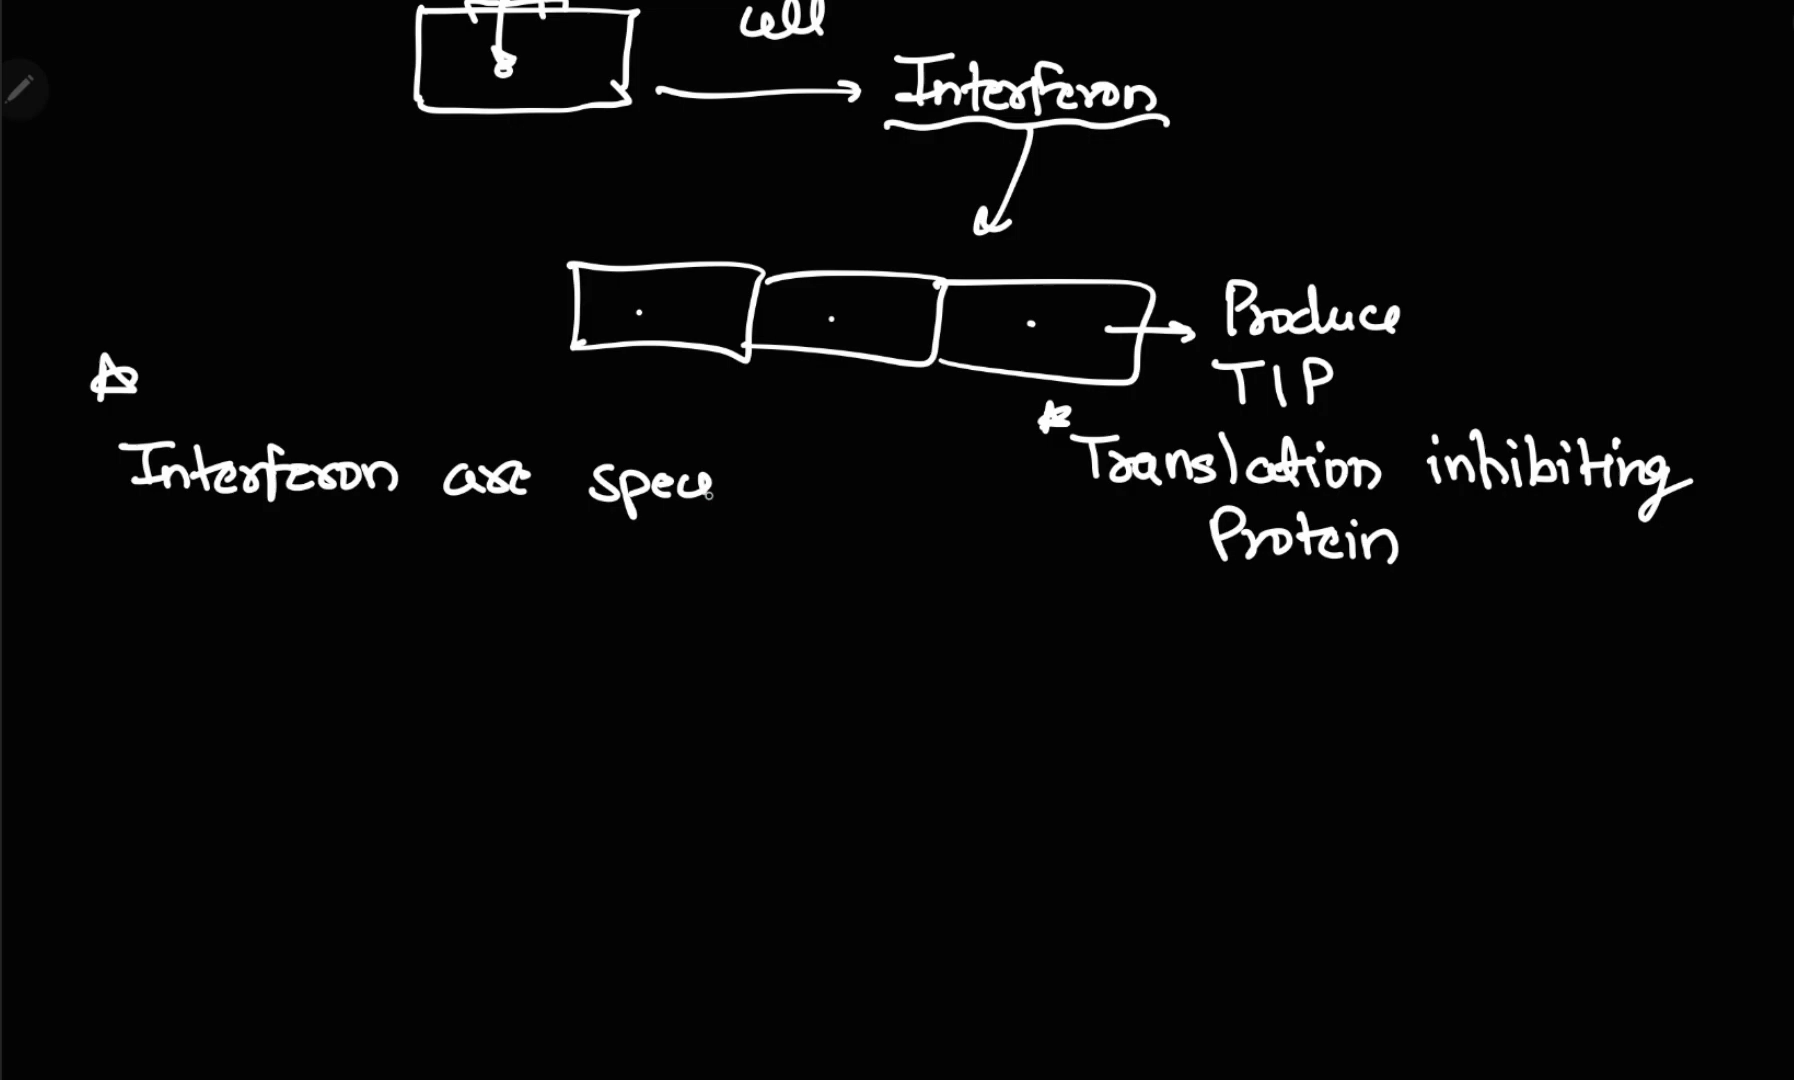 cell
Interferon
Produce
TIP
Interferon are spec
Translation inhibiting
Protein